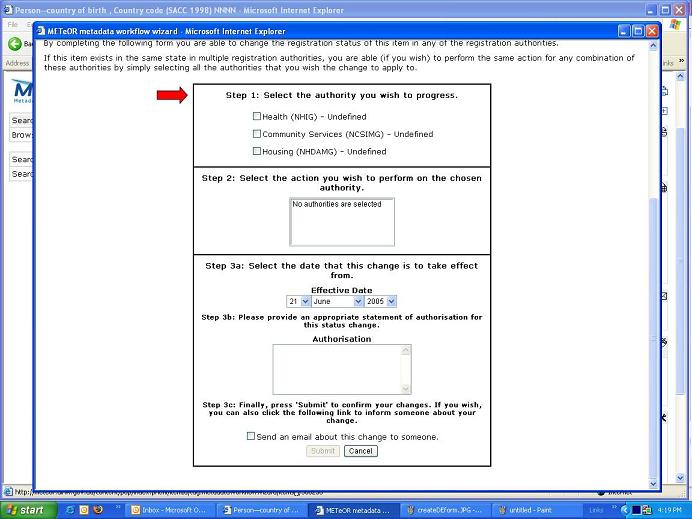 Person—country of birth , Country code (SACC 1998) NNNN - Microsoft Internet Explorer
METeOR metadata workflow wizard - Microsoft Internet Explorer
File
Back
Address
Links
Metad
Searc
Brows
Searc
Searc
By completing the following form you are able to change the registration status of this item in any of the registration authorities.
If this item exists in the same state in multiple registration authorities, you are able (if you wish) to perform the same action for any combination of
these authorities by simply selecting all the authorities that you wish the change to apply to.
Step 1: Select the authority you wish to progress.
Health (NHIG) - Undefined
Community Services (NCSIMG) - Undefined
Housing (NHDAMG) - Undefined
Step 2: Select the action you wish to perform on the chosen
authority.
No authorities are selected
Step 3a: Select the date that this change is to take effect
from.
Effective Date
21 June 2005
Step 3b: Please provide an appropriate statement of authorisation for
this status change.
Authorisation
Step 3c: Finally, press 'Submit' to confirm your changes. If you wish,
you can also click the following link to inform someone about your
change.
Send an email about this change to someone.
Submit Cancel
Internet
start
Inbox - Microsoft O...
Person—country of ...
METeOR metadata ...
createDEForm.JPG -...
untitled - Paint
Links
4:19 PM